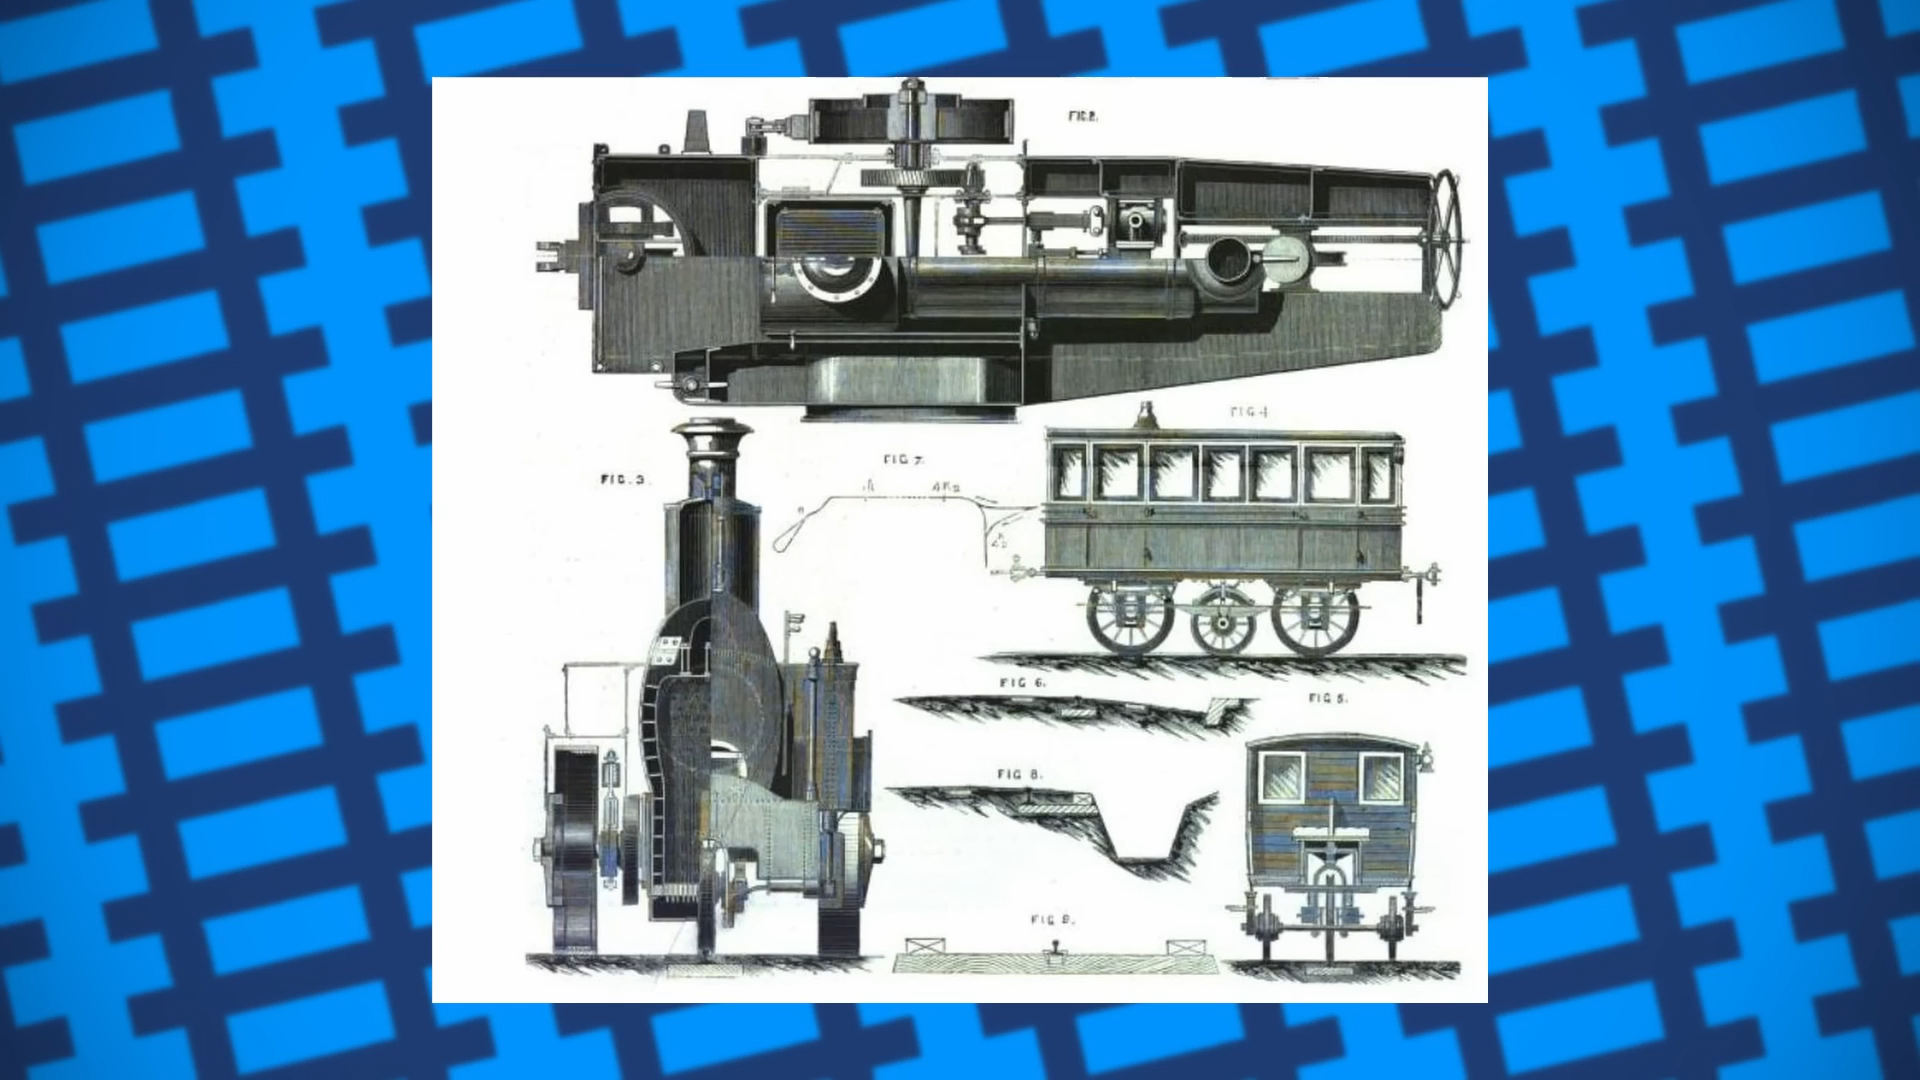 FIG.2.
FIG.4
FIG 7.
FIG.3.
FIG 6.
FIG 5.
FIG 8.
FIG 9.